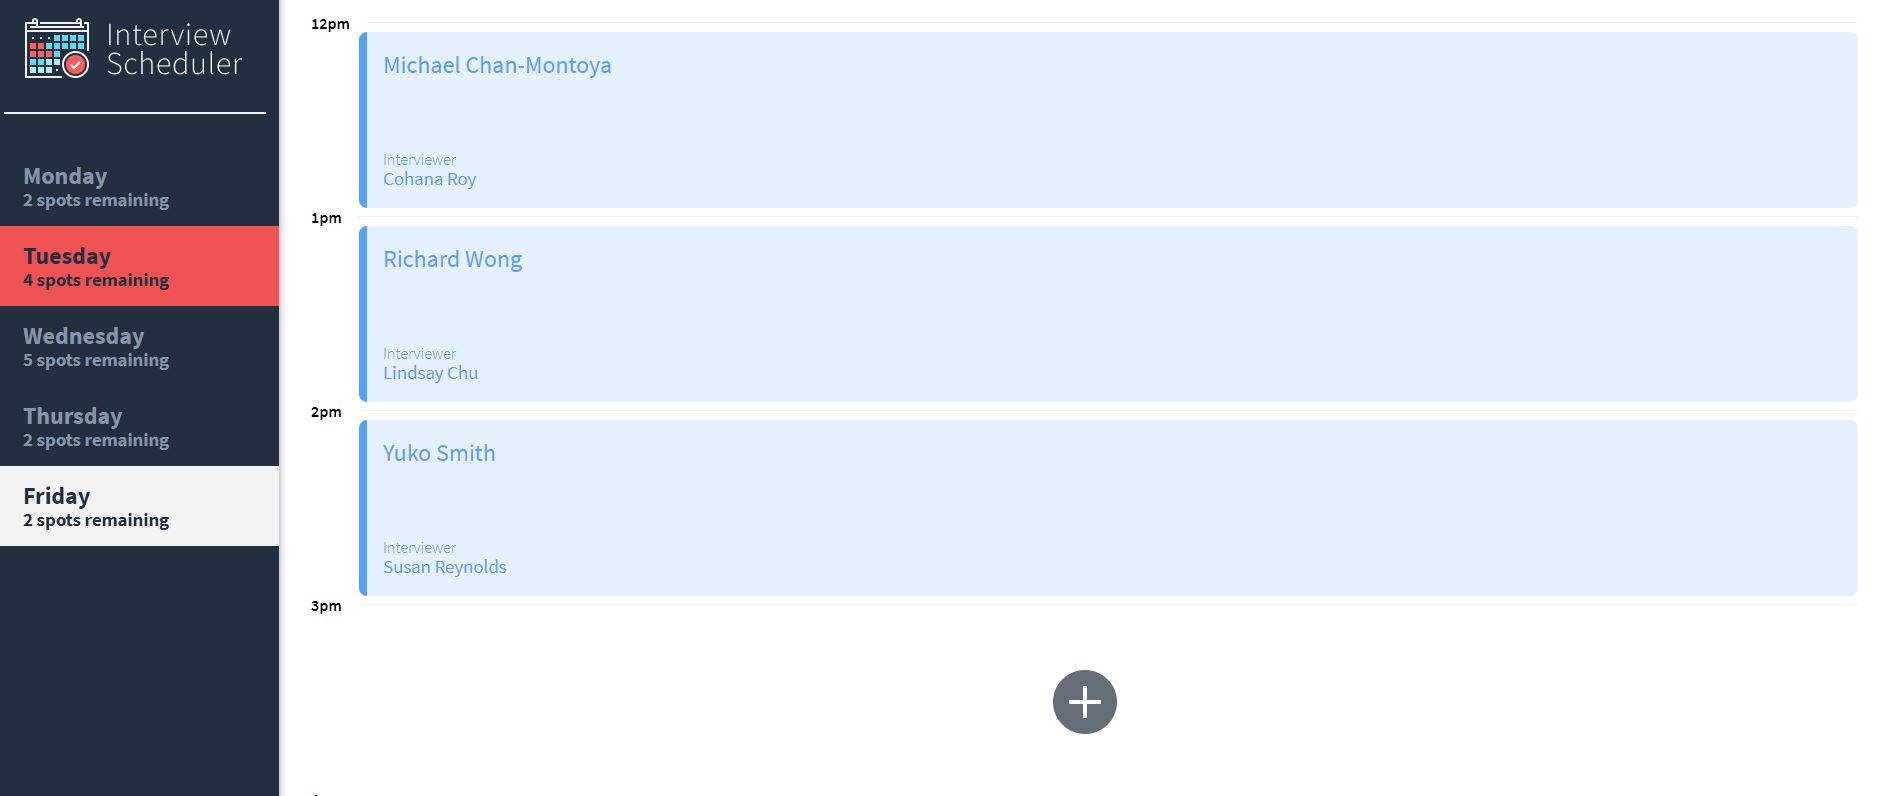 Interview
Scheduler
Monday
2 spots remaining
Tuesday
4 spots remaining
Wednesday
5 spots remaining
Thursday
2 spots remaining
Friday
2 spots remaining
12pm
Michael Chan-Montoya
Interviewer
Cohana Roy
1pm
Richard Wong
Interviewer
Lindsay Chu
2pm
Yuko Smith
Interviewer
Susan Reynolds
3pm